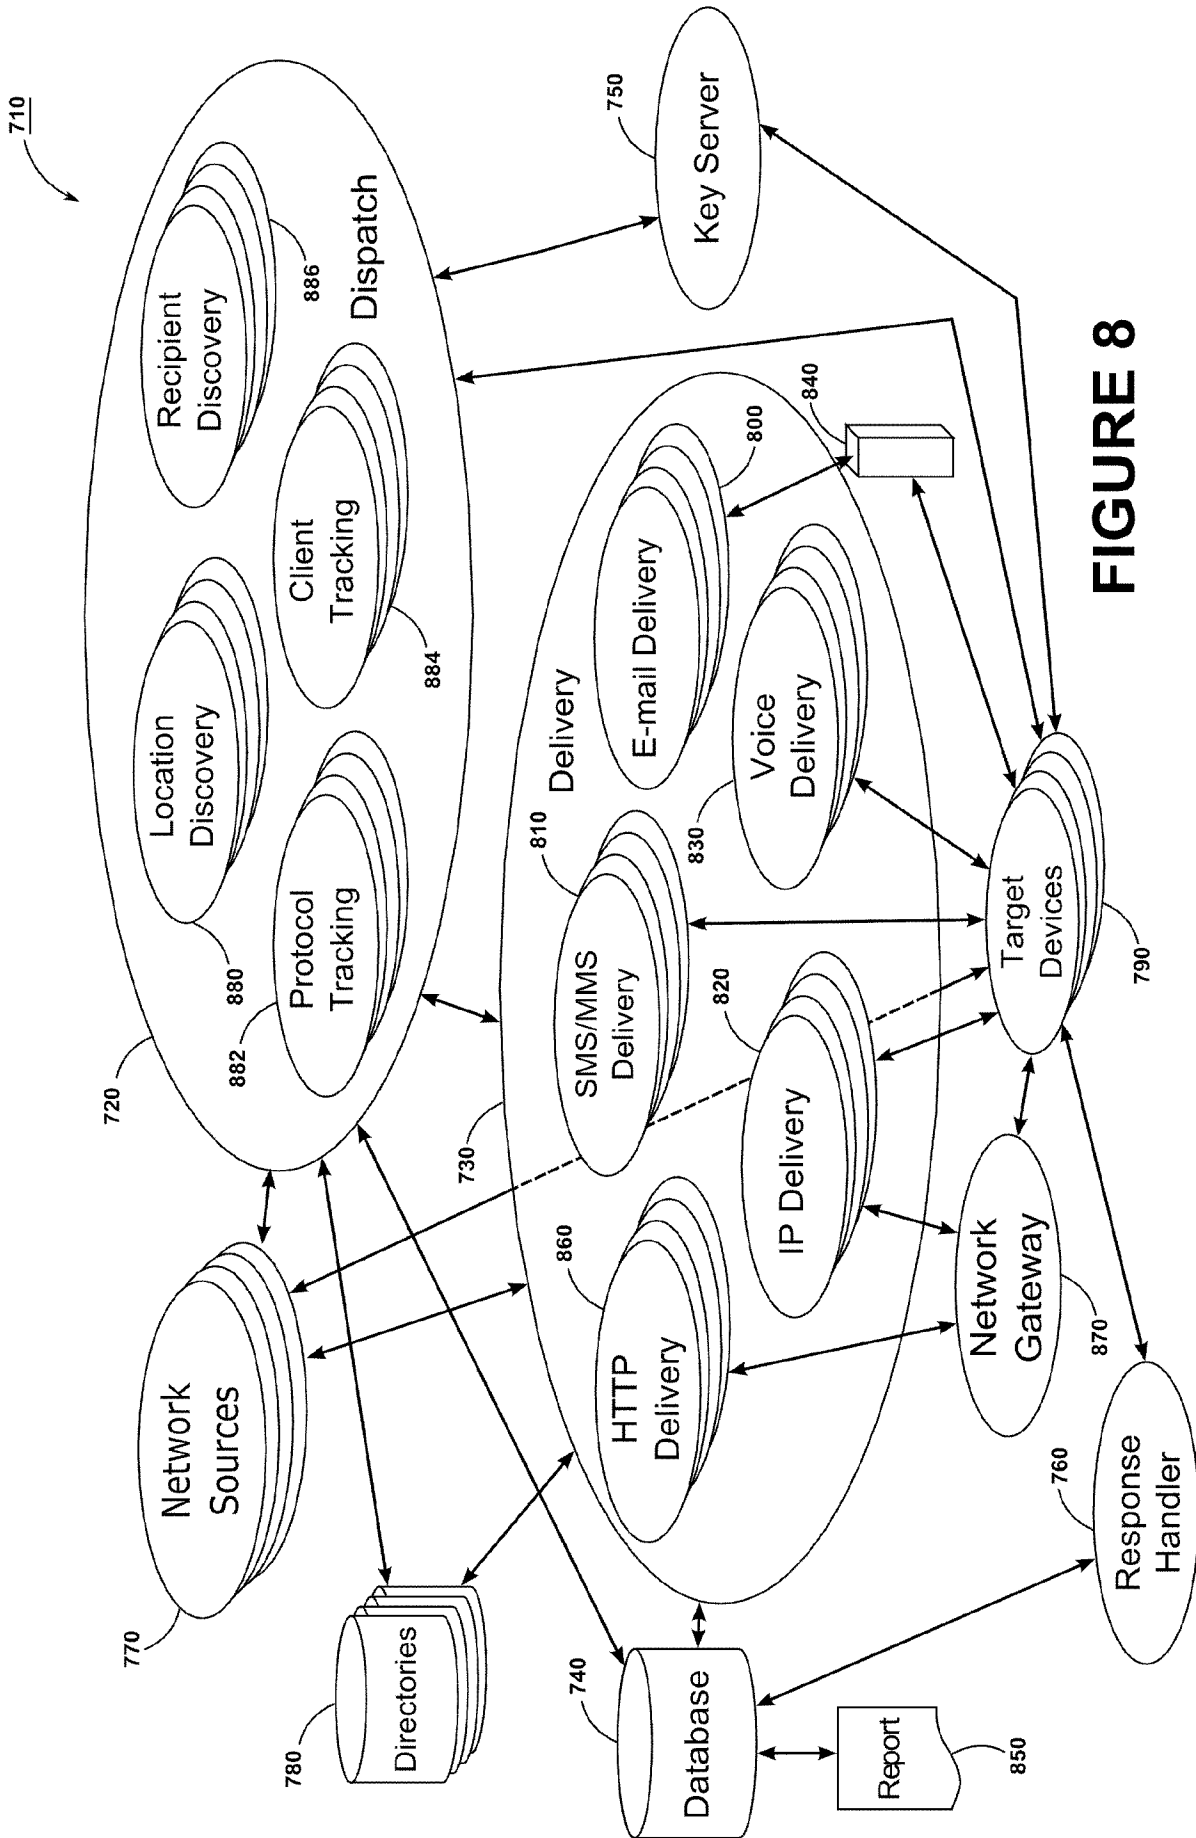 710
720
Location
Discovery
880
Recipient
Discovery
886
Protocol
Tracking
882
Client
Tracking
884
Dispatch
Network
Sources
770
Directories
780
750
Key Server
730
Delivery
SMS/MMS
Delivery
810
E-mail Delivery
800
HTTP
Delivery
860
IP Delivery
820
Voice
Delivery
830
840
Database
740
Report
850
Network
Gateway
870
Target
Devices
790
Response
Handler
760
FIGURE 8